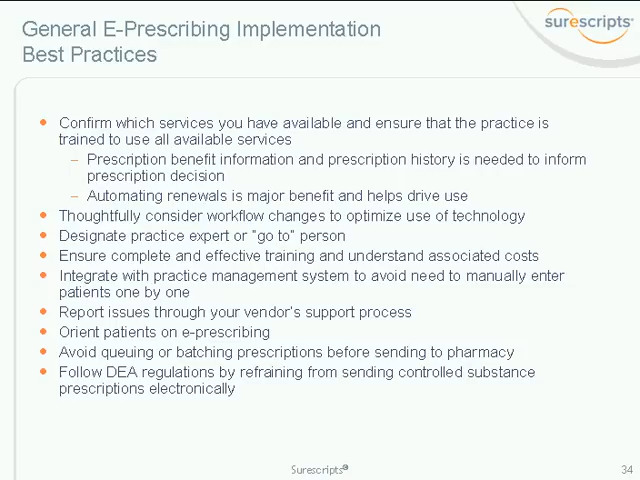 General E-Prescribing Implementation
Best Practices
surescripts
• Confirm which services you have available and ensure that the practice is
trained to use all available services
– Prescription benefit information and prescription history is needed to inform
prescription decision
– Automating renewals is major benefit and helps drive use
• Thoughtfully consider workflow changes to optimize use of technology
• Designate practice expert or "go to" person
• Ensure complete and effective training and understand associated costs
• Integrate with practice management system to avoid need to manually enter
patients one by one
• Report issues through your vendor's support process
• Orient patients on e-prescribing
• Avoid queuing or batching prescriptions before sending to pharmacy
• Follow DEA regulations by refraining from sending controlled substance
prescriptions electronically
Surescripts®
34